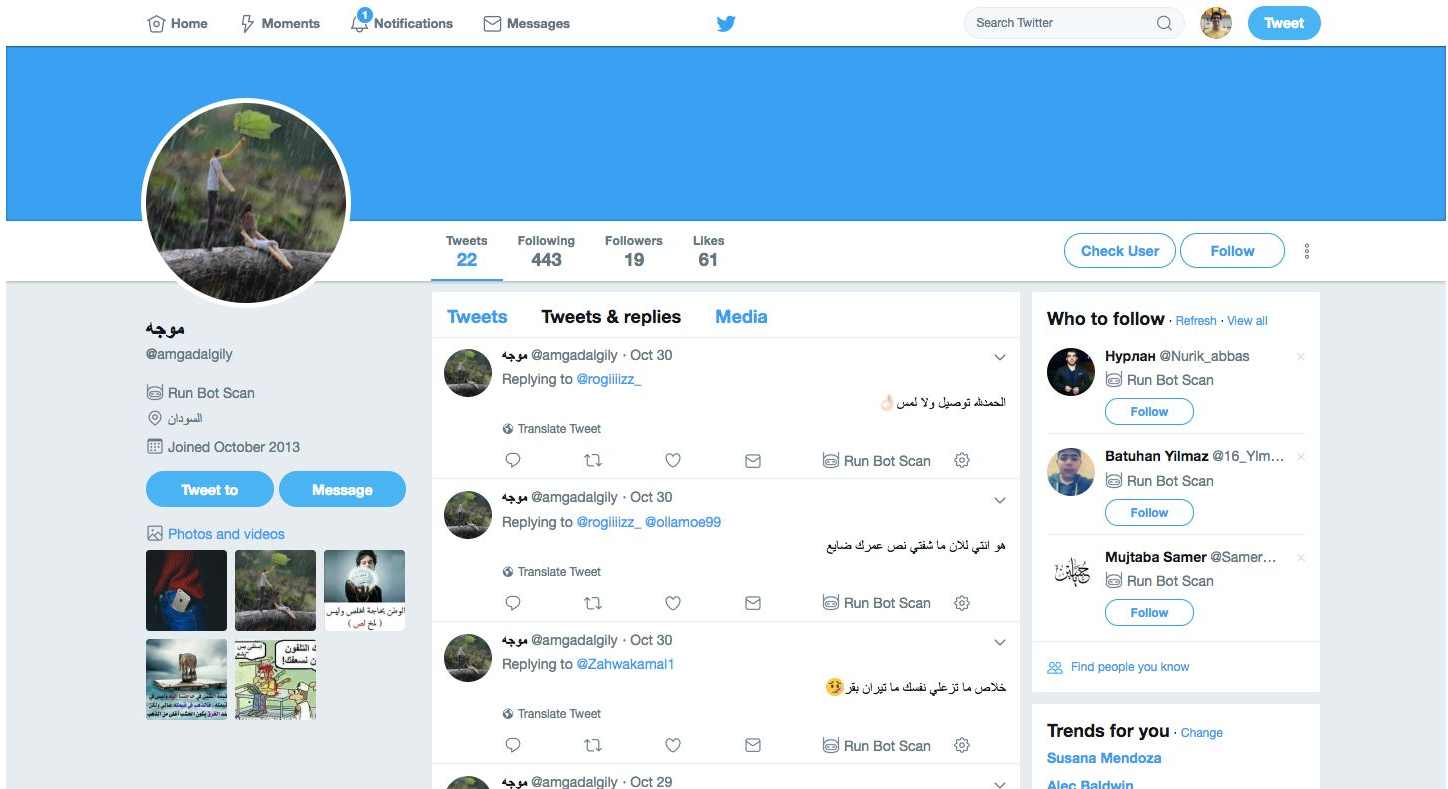 Home
Moments
1
Notifications
Messages
Search Twitter
Tweet
Tweets
22
Following
443
Followers
19
Likes
61
Check User
Follow
موجه
@amgadalgily
Run Bot Scan
السودان
Joined October 2013
Tweet to
Message
Photos and videos
الوطن بحاجة لمخلص وليس
( لمخ لص )
Tweets
Tweets & replies
Media
موجه @amgadalgily · Oct 30
Replying to @rogiiiizz_
الحمدلله توصيل ولا لمس👌🏻
Translate Tweet
Run Bot Scan
موجه @amgadalgily · Oct 30
Replying to @rogiiiizz_ @ollamoe99
هو انتي للان ما شفتي نص عمرك ضايع
Translate Tweet
Run Bot Scan
موجه @amgadalgily · Oct 30
Replying to @Zahwakamal1
خلاص ما تزعلي نفسك ما تيران بقر🤨
Translate Tweet
Run Bot Scan
موجه @amgadalgily · Oct 29
Who to follow · Refresh · View all
Нурлан @Nurik_abbas
Run Bot Scan
Follow
Batuhan Yilmaz @16_Ylm...
Run Bot Scan
Follow
Mujtaba Samer @Samer...
Run Bot Scan
Follow
Find people you know
Trends for you · Change
Susana Mendoza
Alec Baldwin